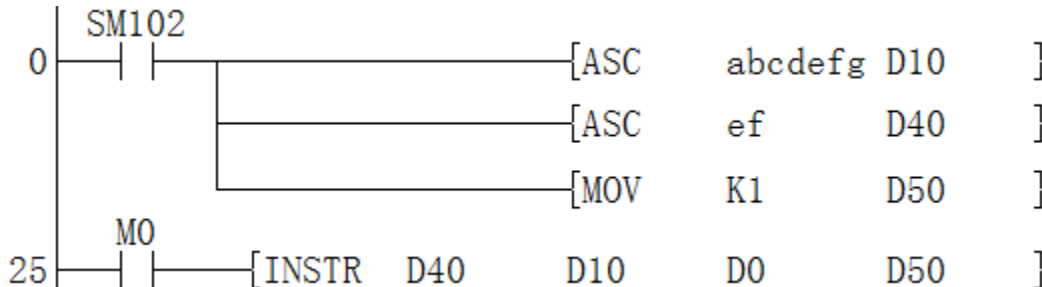 SM102
0 [ASC abcdefg D10 ]
[ASC ef D40 ]
[MOV K1 D50 ]
M0
25 [INSTR D40 D10 D0 D50 ]